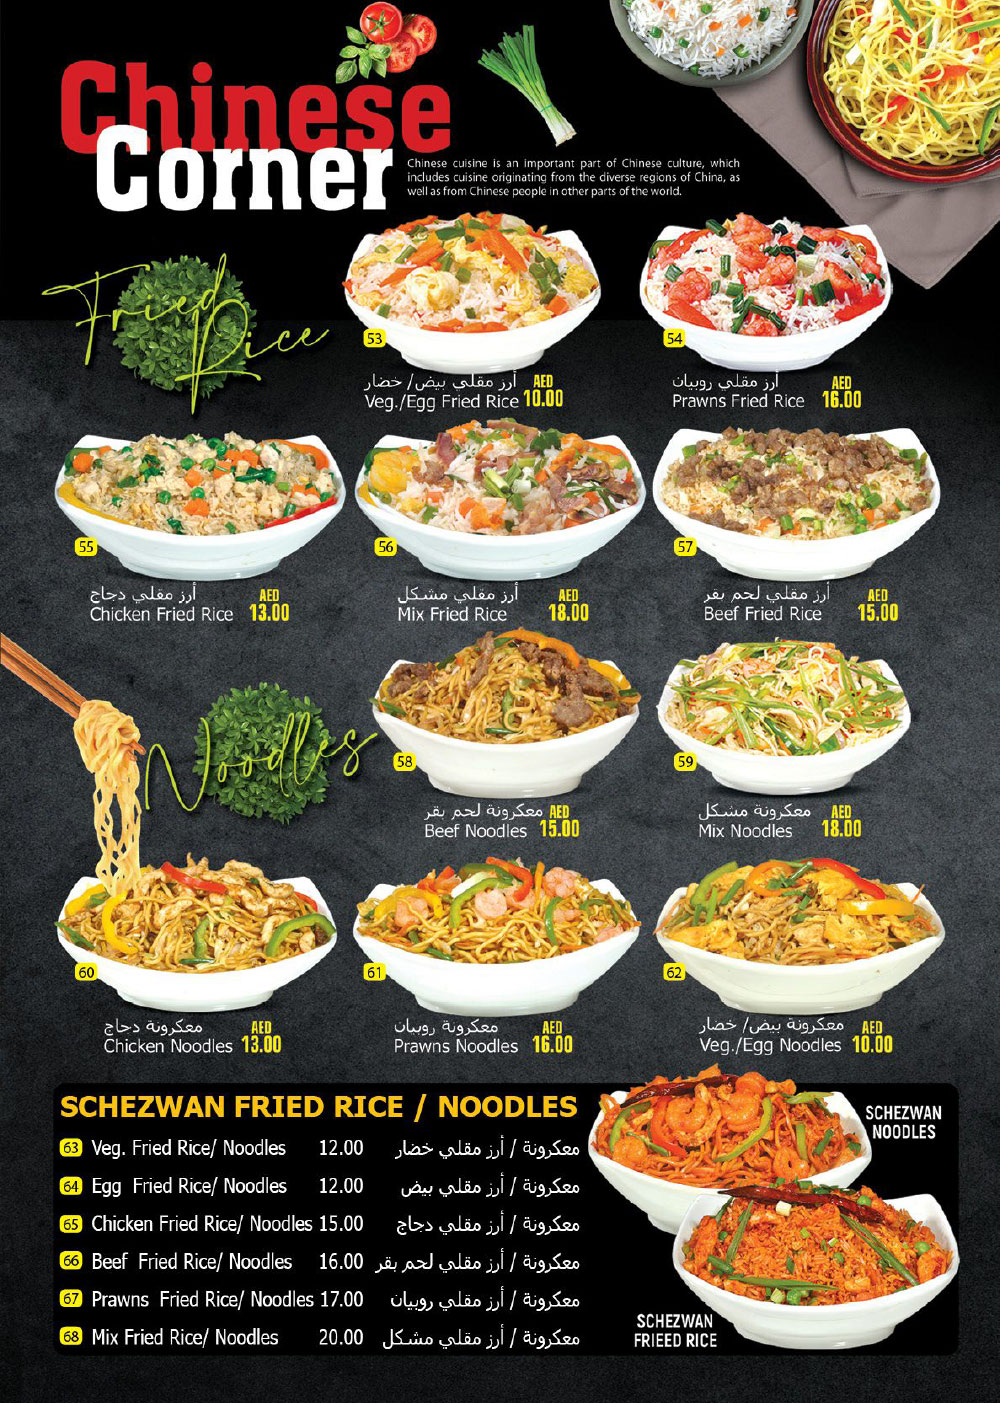 Chinese
Corner
Chinese cuisine is an important part of Chinese culture, which
includes cuisine originating from the diverse regions of China, as
well as from Chinese people in other parts of the world.
Fried
Rice
53
أرز مقلي بيض/ خضار AED
Veg./Egg Fried Rice 10.00
54
أرز مقلي روبيان AED
Prawns Fried Rice 16.00
55
أرز مقلي دجاج AED
Chicken Fried Rice 13.00
56
أرز مقلي مشكل AED
Mix Fried Rice 18.00
57
أرز مقلي لحم بقر AED
Beef Fried Rice 15.00
Noodles
58
معكرونة لحم بقر AED
Beef Noodles 15.00
59
معكرونة مشكل AED
Mix Noodles 18.00
60
معكرونة دجاج AED
Chicken Noodles 13.00
61
معكرونة روبيان AED
Prawns Noodles 16.00
62
معكرونة بيض/ خضار AED
Veg./Egg Noodles 10.00
SCHEZWAN FRIED RICE / NOODLES
63 Veg. Fried Rice/ Noodles 12.00 معكرونة / أرز مقلي خضار
64 Egg Fried Rice/ Noodles 12.00 معكرونة / أرز مقلي بيض
65 Chicken Fried Rice/ Noodles 15.00 معكرونة / أرز مقلي دجاج
66 Beef Fried Rice/ Noodles 16.00 معكرونة / أرز مقلي لحم بقر
67 Prawns Fried Rice/ Noodles 17.00 معكرونة / أرز مقلي روبيان
68 Mix Fried Rice/ Noodles 20.00 معكرونة / أرز مقلي مشكل
SCHEZWAN
NOODLES
SCHEZWAN
FRIEED RICE